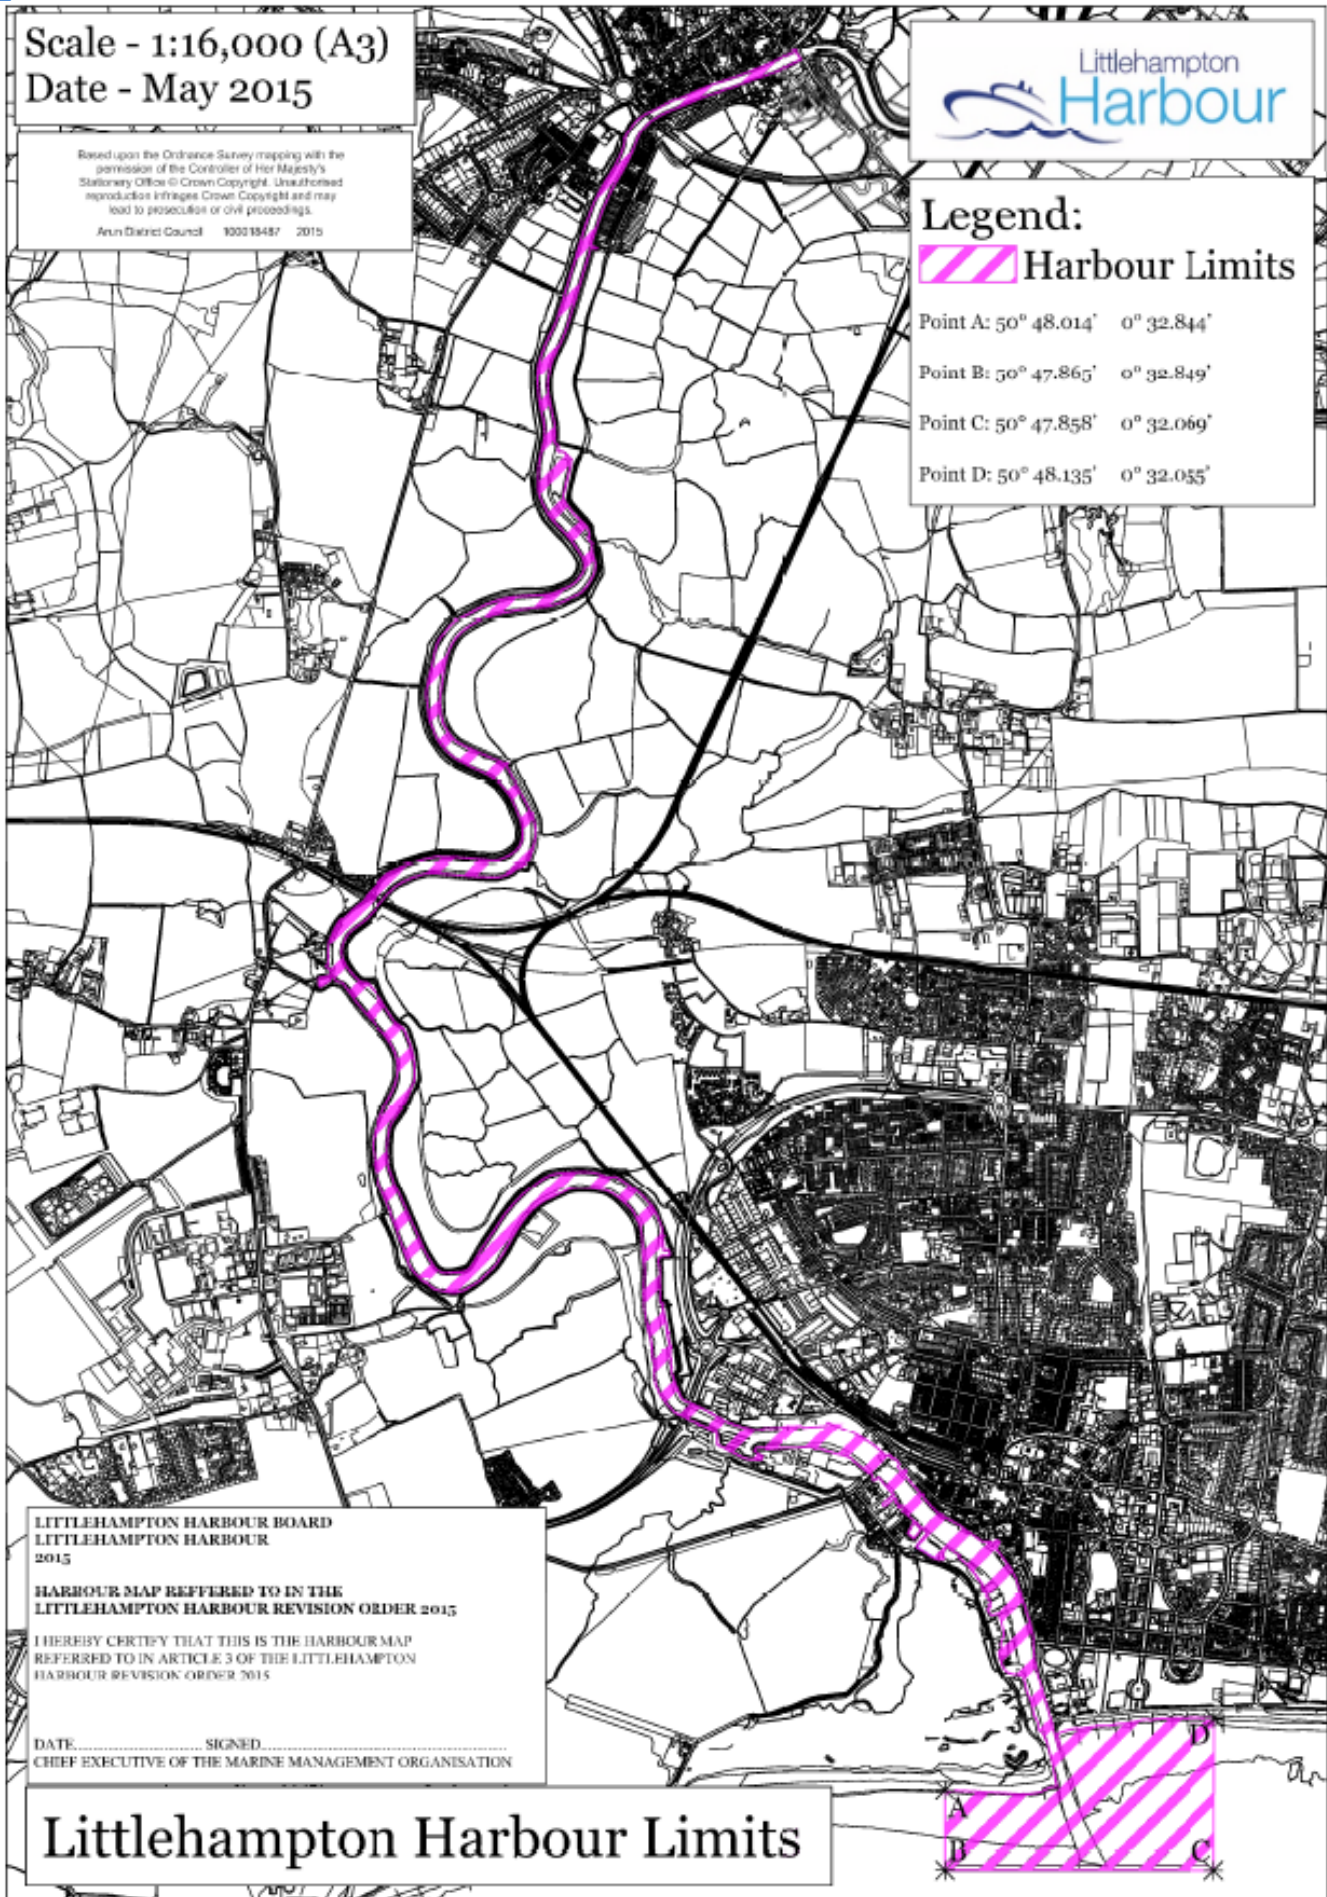 Scale - 1:16,000 (A3)
Date - May 2015
Based upon the Ordnance Survey mapping with the
permission of the Controller of Her Majesty's
Stationery Office © Crown Copyright. Unauthorised
reproduction infringes Crown Copyright and may
lead to prosecution or civil proceedings.
Arun District Council 100018487 2015
Littlehampton
Harbour
Legend:
Harbour Limits
Point A: 50° 48.014' 0° 32.844'
Point B: 50° 47.865' 0° 32.849'
Point C: 50° 47.858' 0° 32.069'
Point D: 50° 48.135' 0° 32.055'
LITTLEHAMPTON HARBOUR BOARD
LITTLEHAMPTON HARBOUR
2015
HARBOUR MAP REFFERED TO IN THE
LITTLEHAMPTON HARBOUR REVISION ORDER 2015
I HEREBY CERTIFY THAT THIS IS THE HARBOUR MAP
REFERRED TO IN ARTICLE 3 OF THE LITTLEHAMPTON
HARBOUR REVISION ORDER 2015
DATE........................ SIGNED................................................
CHIEF EXECUTIVE OF THE MARINE MANAGEMENT ORGANISATION
D
A
B
C
Littlehampton Harbour Limits